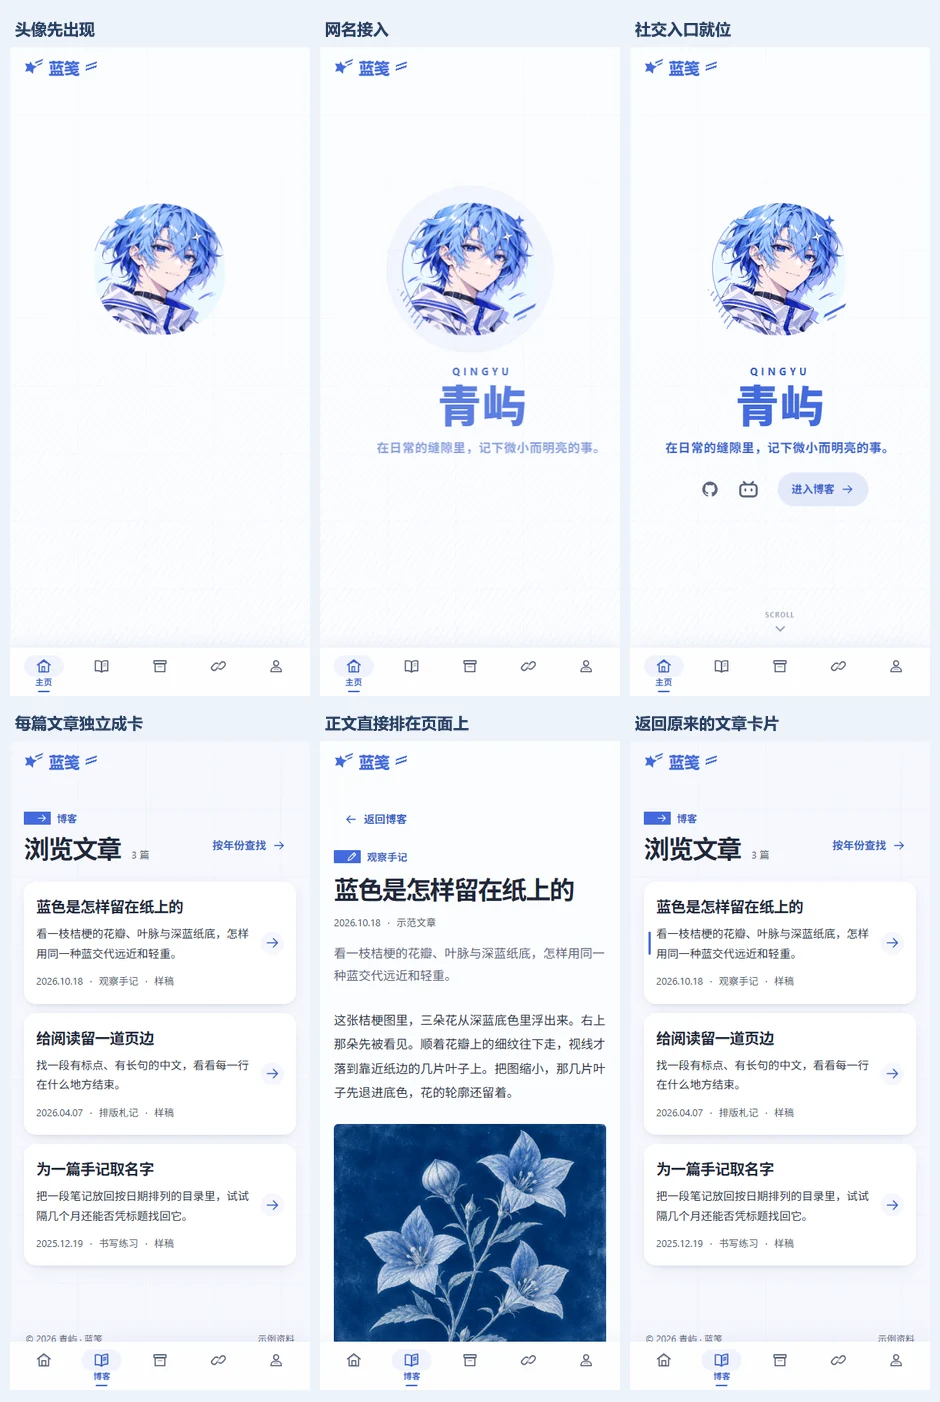 头像先出现
蓝笺
主页
网名接入
蓝笺
QINGYU
青屿
在日常的缝隙里，记下微小而明亮的事。
主页
社交入口就位
蓝笺
QINGYU
青屿
在日常的缝隙里，记下微小而明亮的事。
进入博客
SCROLL
主页
每篇文章独立成卡
蓝笺
博客
浏览文章 3 篇
按年份查找
蓝色是怎样留在纸上的
看一枝桔梗的花瓣、叶脉与深蓝纸底，怎样
用同一种蓝交代远近和轻重。
2026.10.18 · 观察手记 · 样稿
给阅读留一道页边
找一段有标点、有长句的中文，看看每一行
在什么地方结束。
2026.04.07 · 排版札记 · 样稿
为一篇手记取名字
把一段笔记放回按日期排列的目录里，试试
隔几个月还能否凭标题找回它。
2025.12.19 · 书写练习 · 样稿
© 2026 青屿 · 蓝笺
示例资料
博客
正文直接排在页面上
蓝笺
返回博客
观察手记
蓝色是怎样留在纸上的
2026.10.18 · 示范文章
看一枝桔梗的花瓣、叶脉与深蓝纸底，怎样用同一
种蓝交代远近和轻重。
这张桔梗图里，三朵花从深蓝底色里浮出来。右上
那朵先被看见。顺着花瓣上的细纹往下走，视线才
落到靠近纸边的几片叶子上。把图缩小，那几片叶
子先退进底色，花的轮廓还留着。
博客
返回原来的文章卡片
蓝笺
博客
浏览文章 3 篇
按年份查找
蓝色是怎样留在纸上的
看一枝桔梗的花瓣、叶脉与深蓝纸底，怎样
用同一种蓝交代远近和轻重。
2026.10.18 · 观察手记 · 样稿
给阅读留一道页边
找一段有标点、有长句的中文，看看每一行
在什么地方结束。
2026.04.07 · 排版札记 · 样稿
为一篇手记取名字
把一段笔记放回按日期排列的目录里，试试
隔几个月还能否凭标题找回它。
2025.12.19 · 书写练习 · 样稿
© 2026 青屿 · 蓝笺
示例资料
博客